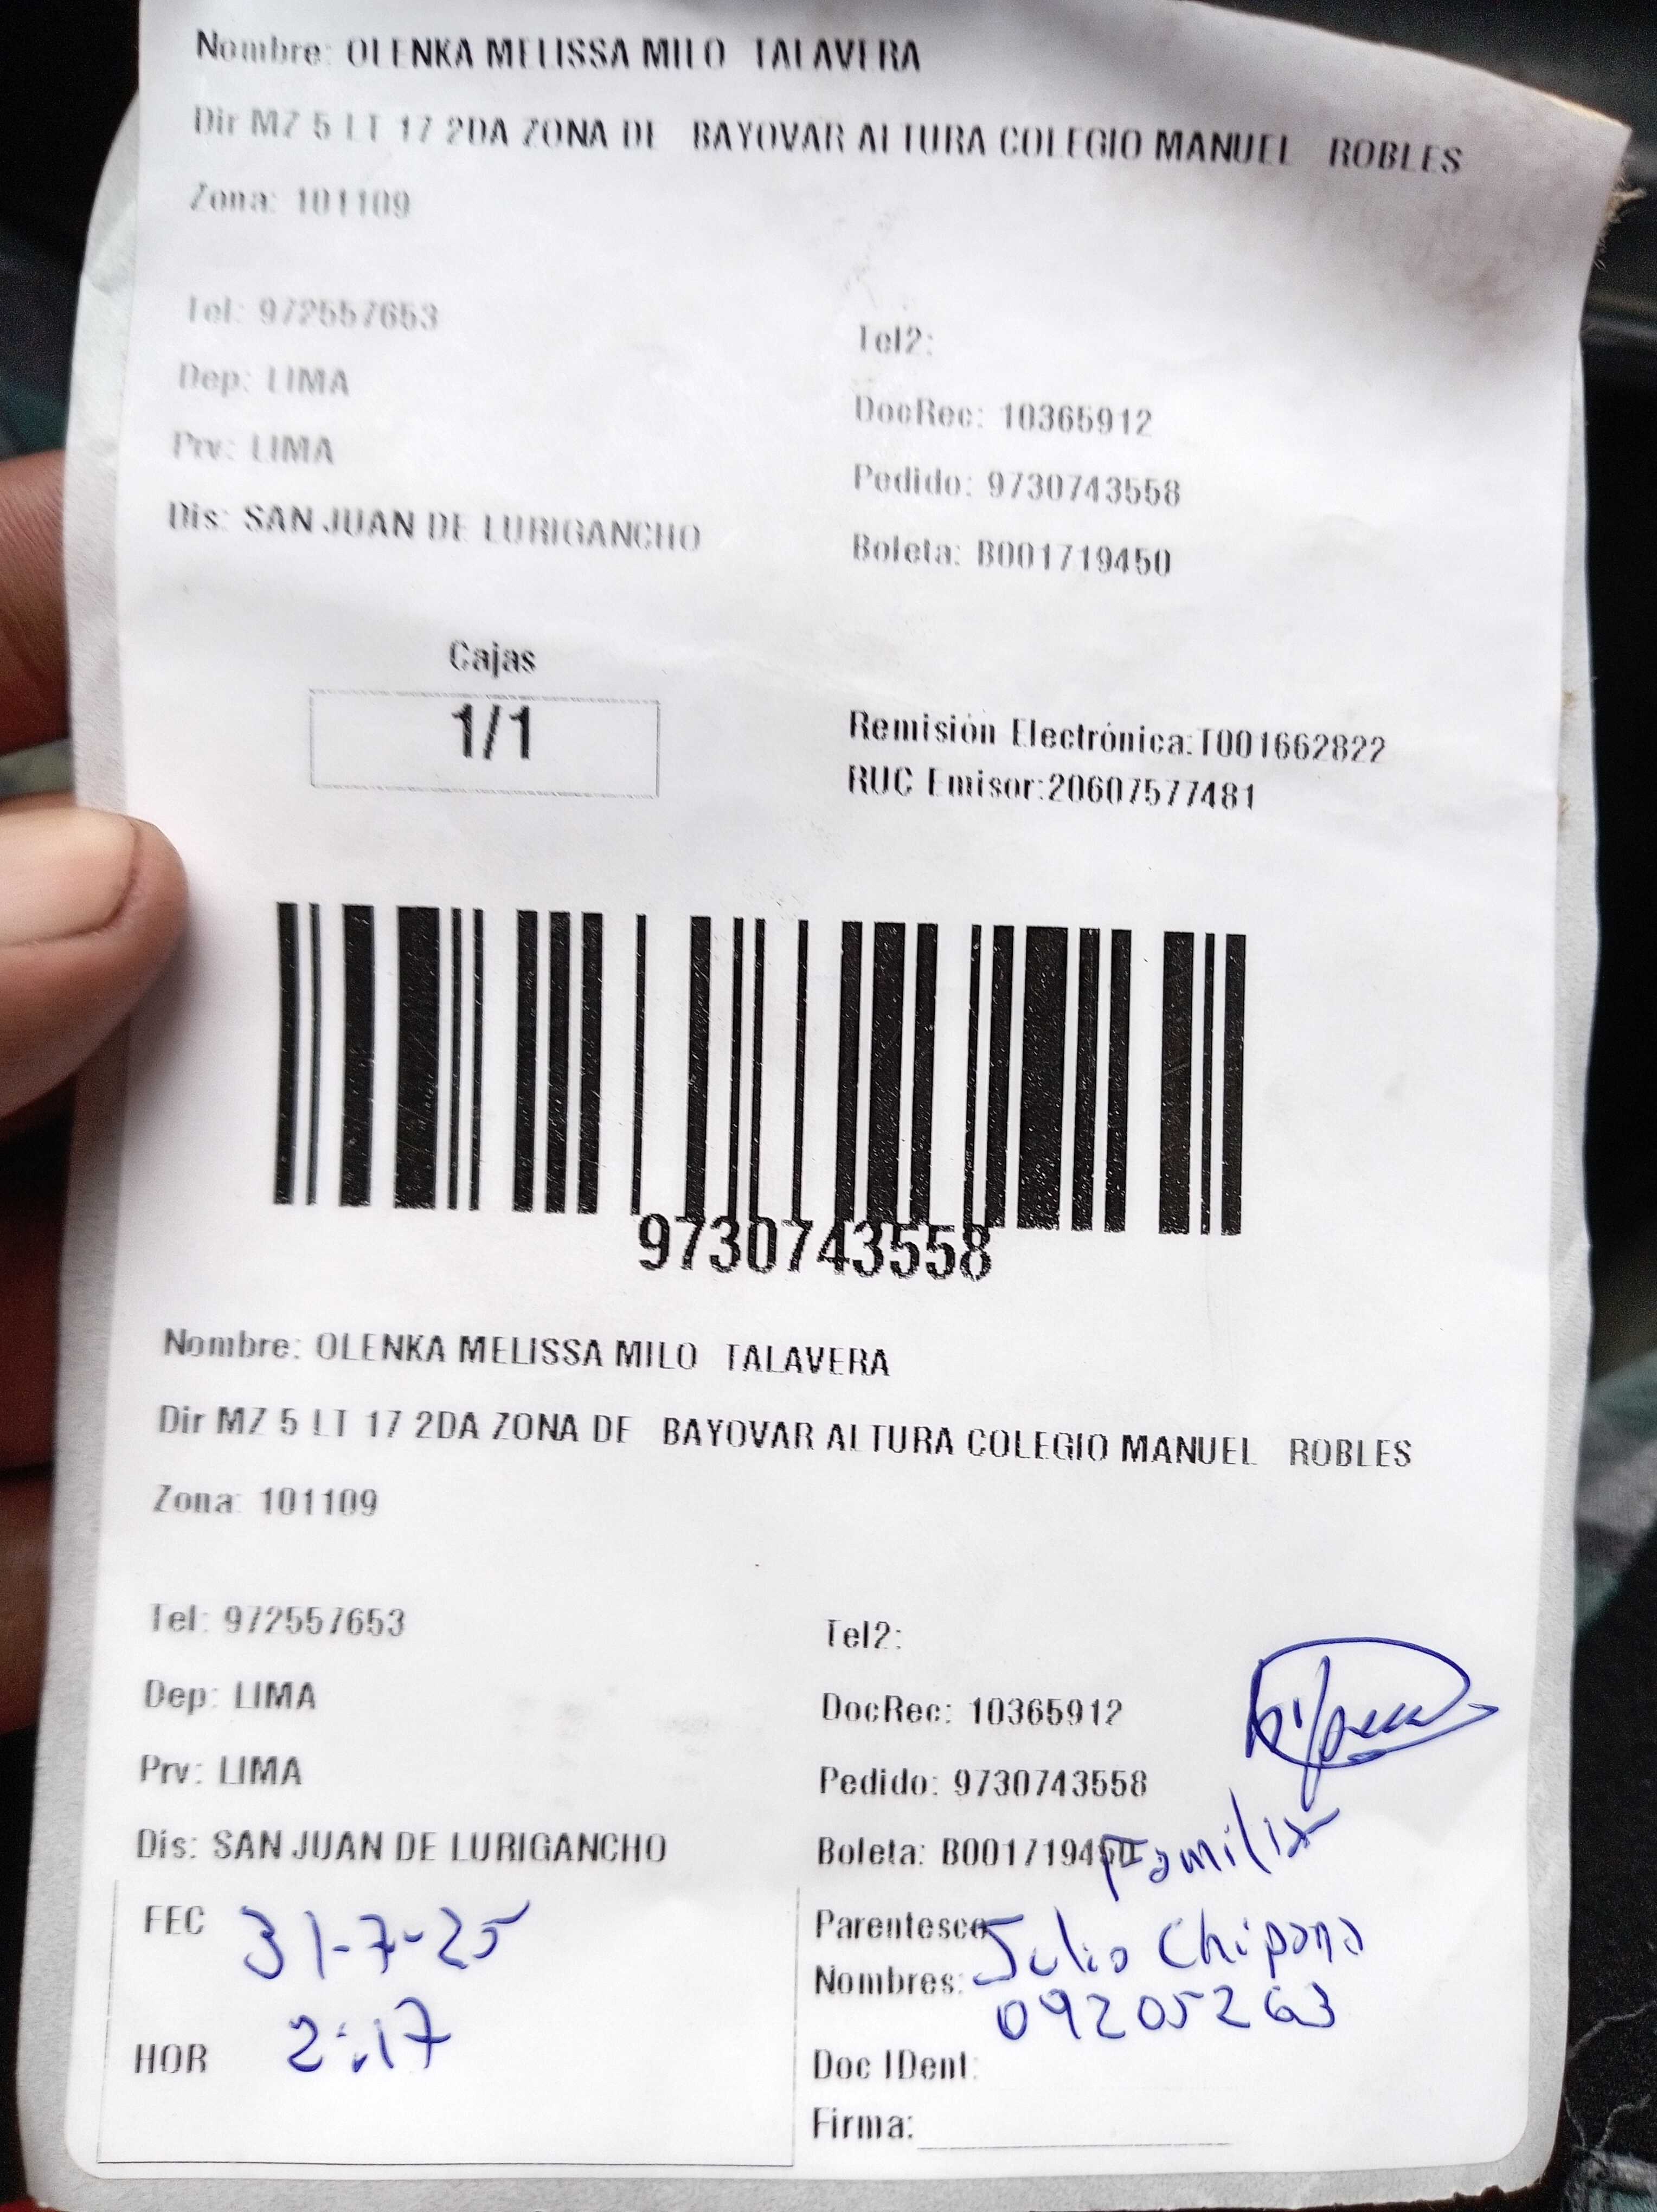 Nombre: OLENKA MELISSA MILO TALAVERA
Dir MZ 5 LT 17 2DA ZONA DE BAYOVAR ALTURA COLEGIO MANUEL ROBLES
Zona: 101109
Tel: 972557653
Tel2:
Dep: LIMA
DocRec: 10365912
Prv: LIMA
Pedido: 9730743558
Dis: SAN JUAN DE LURIGANCHO
Boleta: B001719450
Cajas
1/1
Remisión Electrónica:T001662822
RUC Emisor:20607577481
9730743558
Nombre: OLENKA MELISSA MILO TALAVERA
Dir MZ 5 LT 17 2DA ZONA DE BAYOVAR ALTURA COLEGIO MANUEL ROBLES
Zona: 101109
Tel: 972557653
Tel2:
Dep: LIMA
DocRec: 10365912
Prv: LIMA
Pedido: 9730743558
Dis: SAN JUAN DE LURIGANCHO
Boleta: B001719450
Familiar
FEC 31-7-25
Parentesco
Nombres: Julio Chipana
09205263
HOR 2:17
Doc IDent:
Firma: